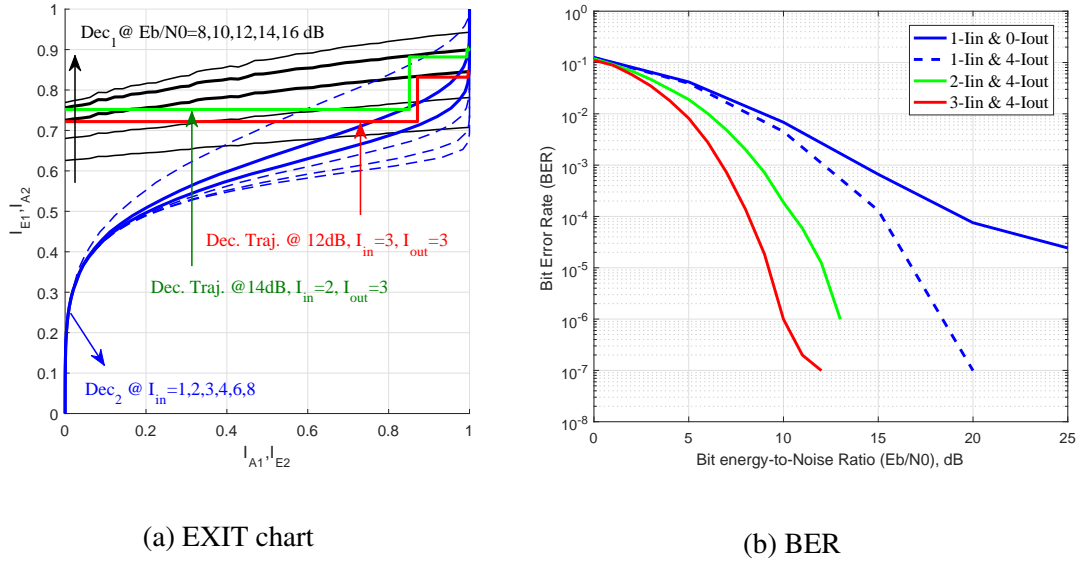 Dec1 @ Eb/N0=8,10,12,14,16 dB
Dec. Traj. @ 12dB, Iin=3, Iout=3
Dec. Traj. @14dB, Iin=2, Iout=3
Dec2 @ Iin=1,2,3,4,6,8
1
0.9
0.8
0.7
0.6
0.5
0.4
0.3
0.2
0.1
0
0 0.2 0.4 0.6 0.8 1
IE1,IA2
IA1,IE2
(a) EXIT chart
1-Iin & 0-Iout
1-Iin & 4-Iout
2-Iin & 4-Iout
3-Iin & 4-Iout
10^0
10^-1
10^-2
10^-3
10^-4
10^-5
10^-6
10^-7
10^-8
0 5 10 15 20 25
Bit Error Rate (BER)
Bit energy-to-Noise Ratio (Eb/N0), dB
(b) BER